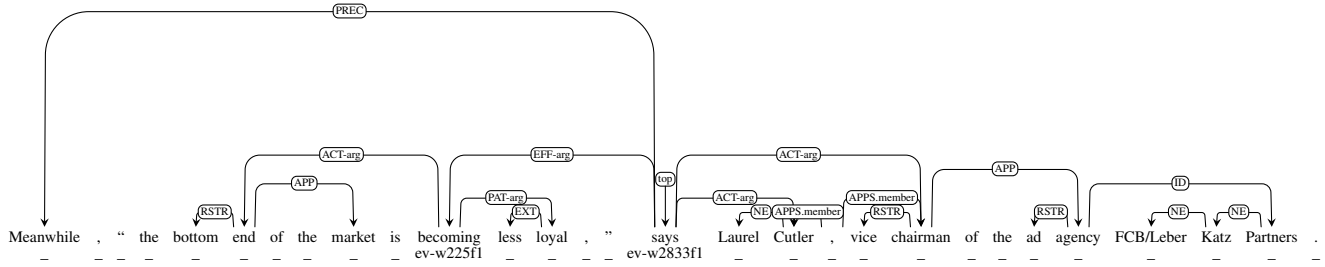 PREC
ACT-arg EFF-arg ACT-arg
APP top APP
PAT-arg ACT-arg APPS.member ID
RSTR EXT NE APPS.member RSTR RSTR NE NE
Meanwhile , “ the bottom end of the market is becoming less loyal , ” says Laurel Cutler , vice chairman of the ad agency FCB/Leber Katz Partners .
_ _ _ _ _ _ _ _ _ _ ev-w225f1 _ _ _ _ ev-w2833f1 _ _ _ _ _ _ _ _ _ _ _ _ _